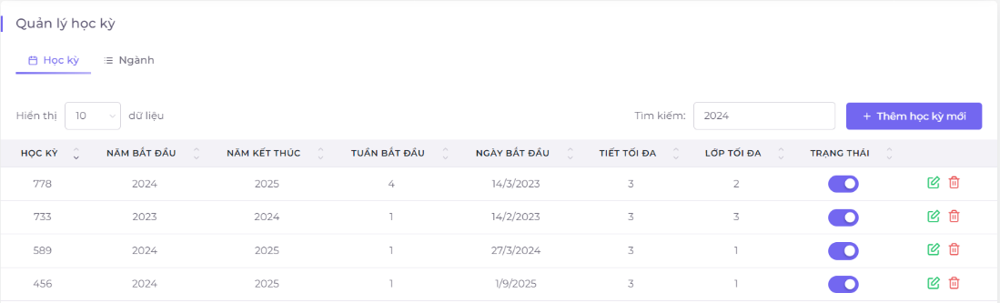 Quản lý học kỳ
Học kỳ Ngành
Hiển thị 10 dữ liệu Tìm kiếm: 2024 + Thêm học kỳ mới
HỌC KỲ NĂM BẮT ĐẦU NĂM KẾT THÚC TUẦN BẮT ĐẦU NGÀY BẮT ĐẦU TIẾT TỐI ĐA LỚP TỐI ĐA TRẠNG THÁI
778 2024 2025 4 14/3/2023 3 2
733 2023 2024 1 14/2/2023 3 3
589 2024 2025 1 27/3/2024 3 1
456 2024 2025 1 1/9/2025 3 1